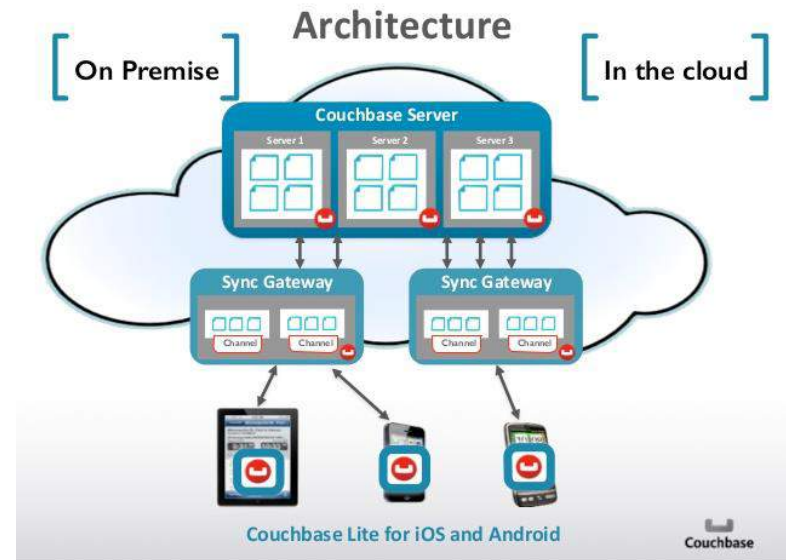 Architecture
On Premise
In the cloud
Couchbase Server
Server 1
Server 2
Server 3
Sync Gateway
Sync Gateway
Channel
Channel
Channel
Channel
Couchbase Lite for iOS and Android
Couchbase